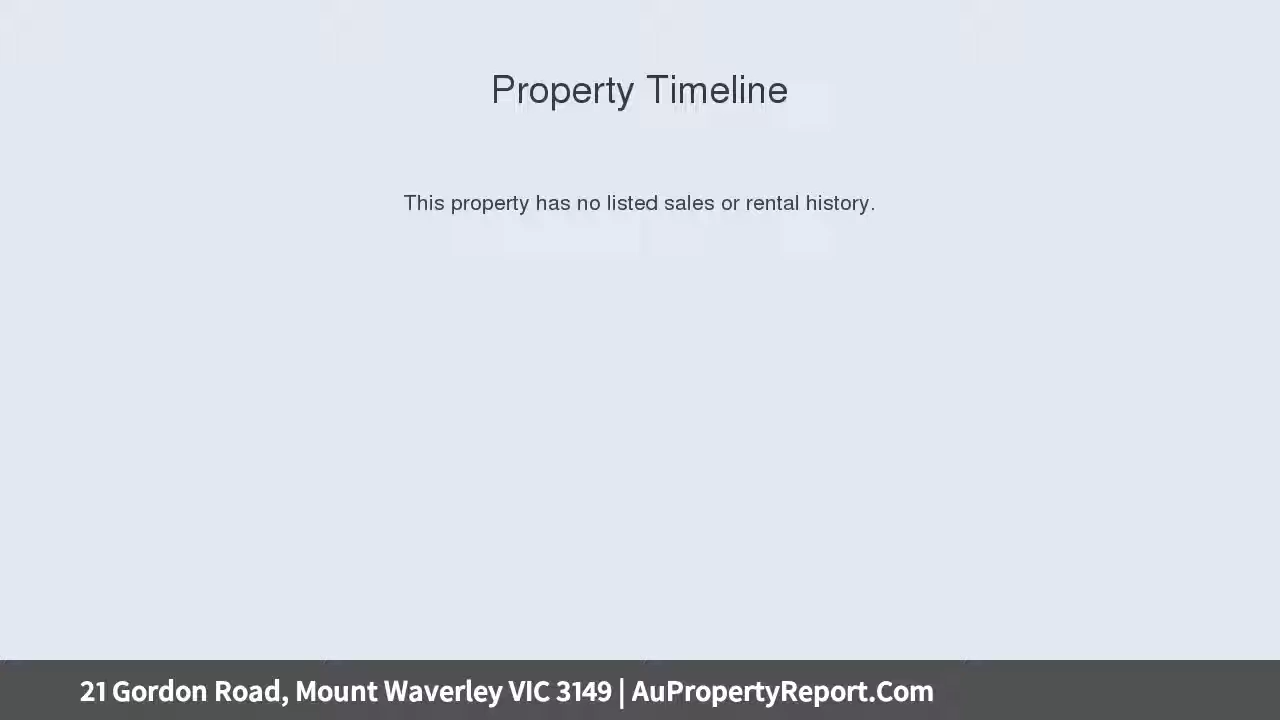 Property Timeline
This property has no listed sales or rental history.
21 Gordon Road, Mount Waverley VIC 3149 | AuPropertyReport.Com